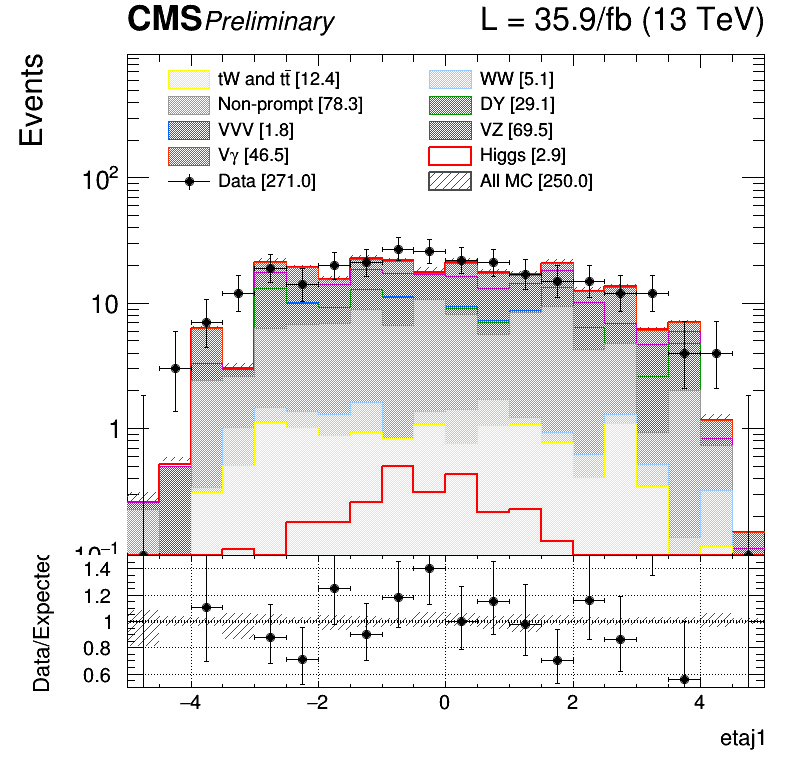 CMS Preliminary L = 35.9/fb (13 TeV)
Events
tW and tt̄ [12.4] WW [5.1]
Non-prompt [78.3] DY [29.1]
VVV [1.8] VZ [69.5]
Vγ [46.5] Higgs [2.9]
Data [271.0] All MC [250.0]
10²
10
1
10⁻¹
Data/Expected
1.4
1.2
1
0.8
0.6
−4 −2 0 2 4
etaj1